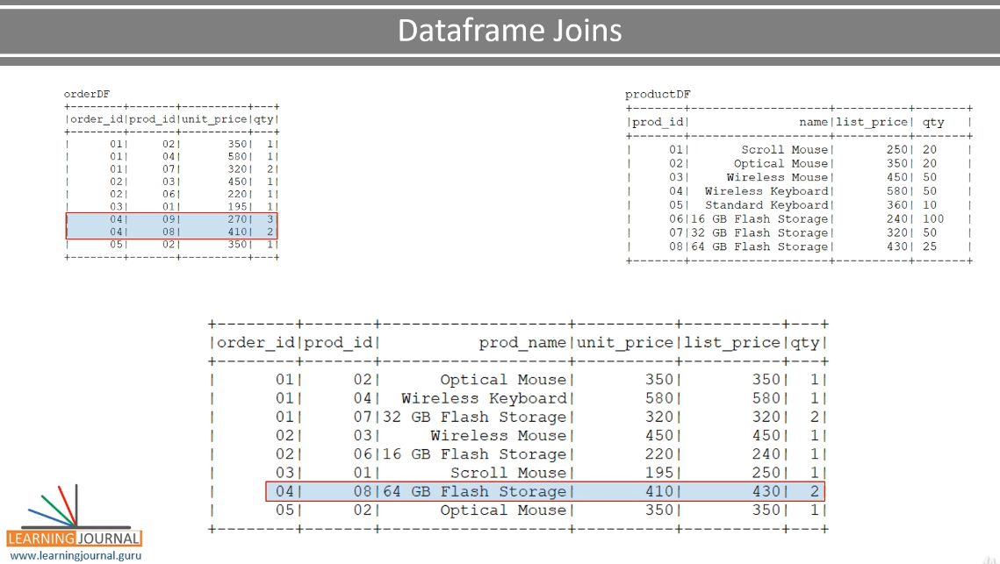 Dataframe Joins
orderDF
+--------+-------+----------+---+
|order_id|prod_id|unit_price|qty|
+--------+-------+----------+---+
| 01| 02| 350| 1|
| 01| 04| 580| 1|
| 01| 07| 320| 2|
| 02| 03| 450| 1|
| 02| 06| 220| 1|
| 03| 01| 195| 1|
| 04| 09| 270| 3|
| 04| 08| 410| 2|
| 05| 02| 350| 1|
+--------+-------+----------+---+
productDF
+-------+-------------------+----------+-------+
|prod_id| name|list_price| qty |
+-------+-------------------+----------+-------+
| 01| Scroll Mouse| 250| 20 |
| 02| Optical Mouse| 350| 20 |
| 03| Wireless Mouse| 450| 50 |
| 04| Wireless Keyboard| 580| 50 |
| 05| Standard Keyboard| 360| 10 |
| 06|16 GB Flash Storage| 240| 100 |
| 07|32 GB Flash Storage| 320| 50 |
| 08|64 GB Flash Storage| 430| 25 |
+-------+-------------------+----------+-------+
+--------+-------+-------------------+----------+----------+---+
|order_id|prod_id| prod_name|unit_price|list_price|qty|
+--------+-------+-------------------+----------+----------+---+
| 01| 02| Optical Mouse| 350| 350| 1|
| 01| 04| Wireless Keyboard| 580| 580| 1|
| 01| 07|32 GB Flash Storage| 320| 320| 2|
| 02| 03| Wireless Mouse| 450| 450| 1|
| 02| 06|16 GB Flash Storage| 220| 240| 1|
| 03| 01| Scroll Mouse| 195| 250| 1|
| 04| 08|64 GB Flash Storage| 410| 430| 2|
| 05| 02| Optical Mouse| 350| 350| 1|
+--------+-------+-------------------+----------+----------+---+
LEARNING JOURNAL
www.learningjournal.guru